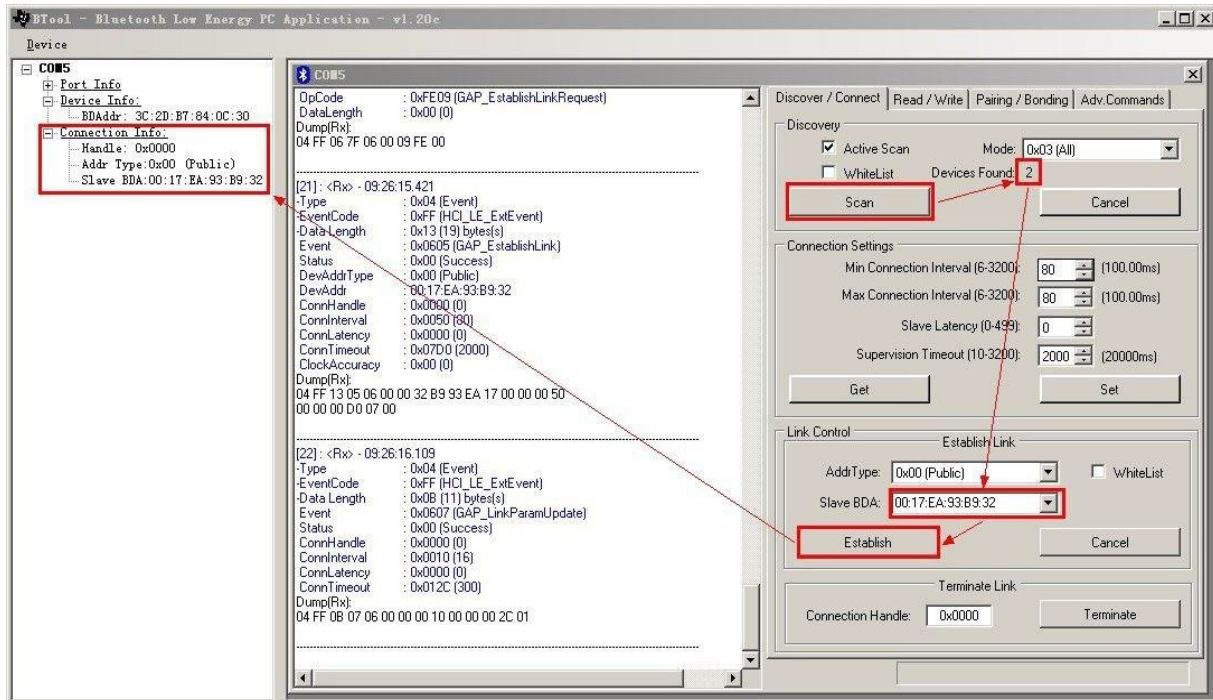 BTool - Bluetooth Low Energy PC Application - v1.20c
Device
COM5
Port Info
Device Info:
BDAddr: 3C:2D:B7:84:0C:30
Connection Info:
Handle: 0x0000
Addr Type:0x00 (Public)
Slave BDA:00:17:EA:93:B9:32
COM5
OpCode : 0xFE09 (GAP_EstablishLinkRequest)
DataLength : 0x00 (0)
Dump(Rx):
04 FF 06 7F 06 00 09 FE 00
[21] : <Rx> - 09:26:15.421
-Type : 0x04 (Event)
-EventCode : 0xFF (HCI_LE_ExtEvent)
-Data Length : 0x13 (19) bytes(s)
Event : 0x0605 (GAP_EstablishLink)
Status : 0x00 (Success)
DevAddrType : 0x00 (Public)
DevAddr : 00:17:EA:93:B9:32
ConnHandle : 0x0000 (0)
ConnInterval : 0x0050 (80)
ConnLatency : 0x0000 (0)
ConnTimeout : 0x07D0 (2000)
ClockAccuracy : 0x00 (0)
Dump(Rx):
04 FF 13 05 06 00 00 32 B9 93 EA 17 00 00 00 50
00 00 00 D0 07 00
[22] : <Rx> - 09:26:16.109
-Type : 0x04 (Event)
-EventCode : 0xFF (HCI_LE_ExtEvent)
-Data Length : 0x0B (11) bytes(s)
Event : 0x0607 (GAP_LinkParamUpdate)
Status : 0x00 (Success)
ConnHandle : 0x0000 (0)
ConnInterval : 0x0010 (16)
ConnLatency : 0x0000 (0)
ConnTimeout : 0x012C (300)
Dump(Rx):
04 FF 0B 07 06 00 00 00 10 00 00 00 2C 01
Discover / Connect Read / Write Pairing / Bonding Adv.Commands
Discovery
Active Scan Mode: 0x03 (All)
WhiteList Devices Found: 2
Scan Cancel
Connection Settings
Min Connection Interval (6-3200): 80 (100.00ms)
Max Connection Interval (6-3200): 80 (100.00ms)
Slave Latency (0-499): 0
Supervision Timeout (10-3200): 2000 (20000ms)
Get Set
Link Control
Establish Link
AddrType: 0x00 (Public) WhiteList
Slave BDA: 00:17:EA:93:B9:32
Establish Cancel
Terminate Link
Connection Handle: 0x0000 Terminate